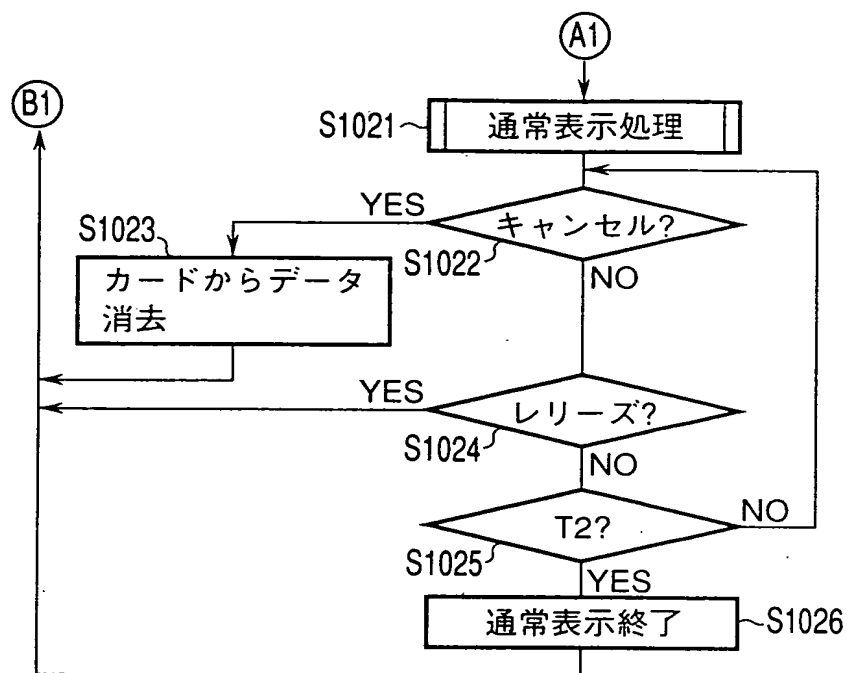 A1
B1
S1021
通常表示処理
YES
キャンセル?
S1022
NO
S1023
カードからデータ
消去
YES
レリーズ?
S1024
NO
T2?
NO
S1025
YES
通常表示終了
S1026